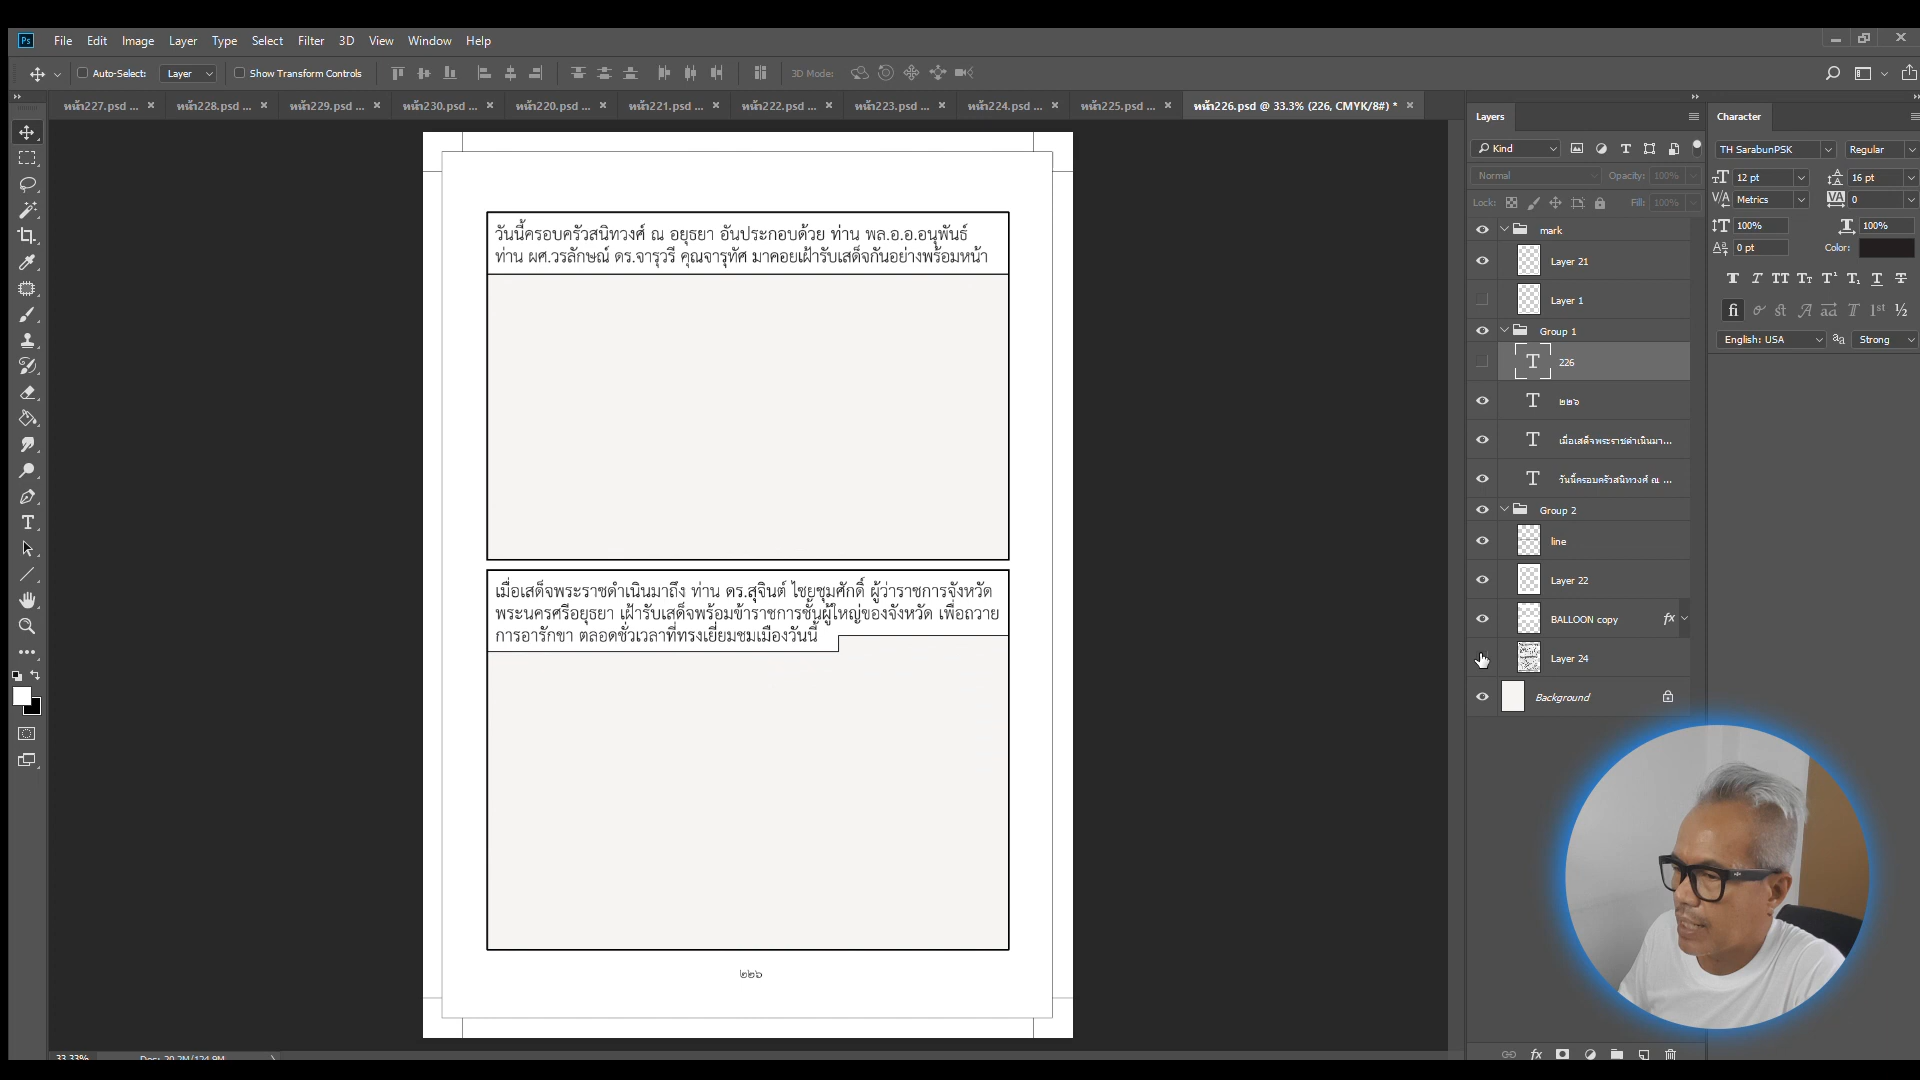 Ps File Edit Image Layer Type Select Filter 3D View Window Help
Auto-Select: Layer Show Transform Controls 3D Mode:
หน้า227.psd ... × หน้า228.psd ... × หน้า229.psd ... × หน้า230.psd ... × หน้า220.psd ... × หน้า221.psd ... × หน้า222.psd ... × หน้า223.psd ... × หน้า224.psd ... × หน้า225.psd ... × หน้า226.psd @ 33.3% (226, CMYK/8#) * ×
วันนี้ครอบครัวสนิทวงศ์ ณ อยุธยา อันประกอบด้วย ท่าน พล.อ.อ.อนุพันธ์
ท่าน ผศ.วรลักษณ์ ดร.จารุวรี คุณจารุทัศ มาคอยเฝ้ารับเสด็จกันอย่างพร้อมหน้า
เมื่อเสด็จพระราชดำเนินมาถึง ท่าน ดร.สุจินต์ ไชยชุมศักดิ์ ผู้ว่าราชการจังหวัด
พระนครศรีอยุธยา เฝ้ารับเสด็จพร้อมข้าราชการชั้นผู้ใหญ่ของจังหวัด เพื่อถวาย
การอารักขา ตลอดชั่วเวลาที่ทรงเยี่ยมชมเมืองวันนี้
๒๒๖
Layers
Kind
Normal Opacity: 100%
Lock: Fill: 100%
mark
Layer 21
Layer 1
Group 1
226
๒๒๖
เมื่อเสด็จพระราชดำเนินมา...
วันนี้ครอบครัวสนิทวงศ์ ณ ...
Group 2
line
Layer 22
BALLOON copy fx
Layer 24
Background
Character
TH SarabunPSK Regular
12 pt 16 pt
Metrics 0
100% 100%
0 pt Color:
English: USA Strong
33.33% Doc: 20.2M/124.9M